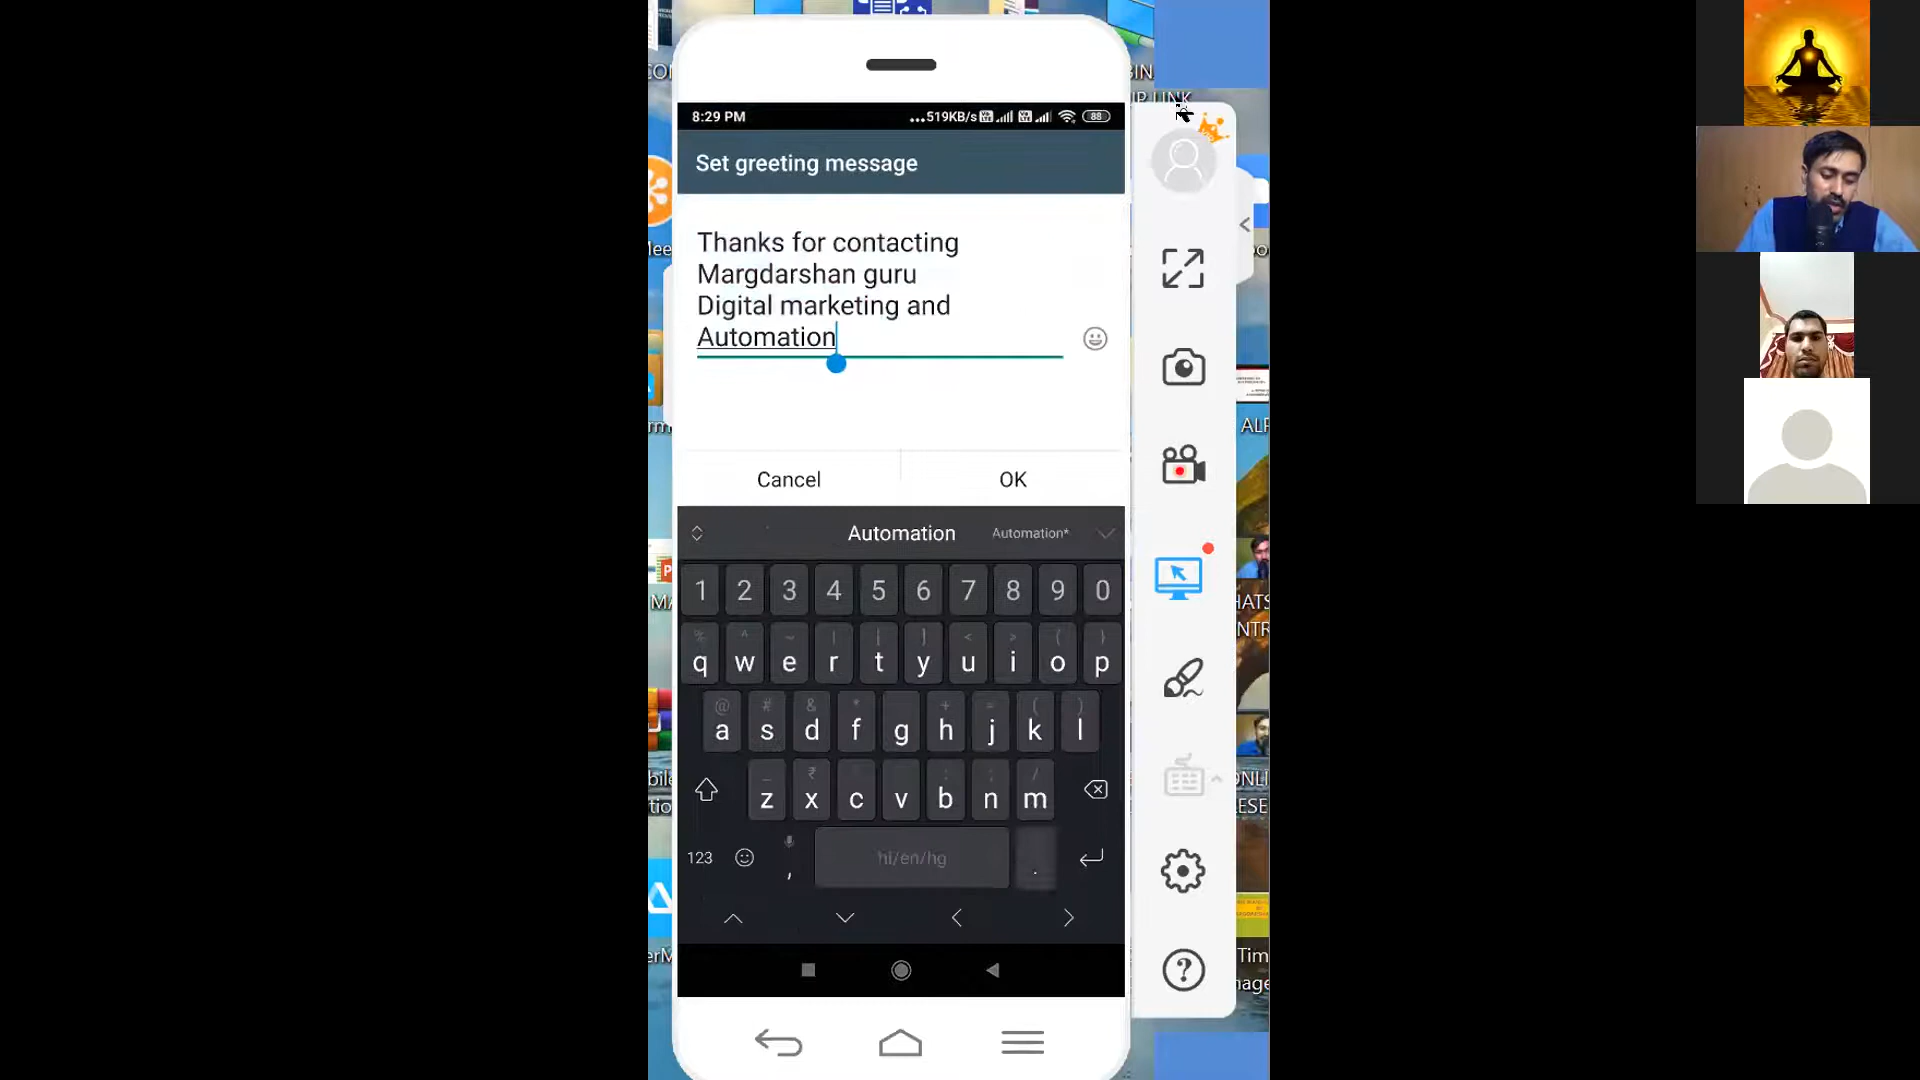 8:29 PM
...519KB/s
88
Set greeting message
Thanks for contacting
Margdarshan guru
Digital marketing and
Automation
Cancel
OK
Automation
Automation*
1 2 3 4 5 6 7 8 9 0
q w e r t y u i o p
a s d f g h j k l
z x c v b n m
123
,
hi/en/hg
.